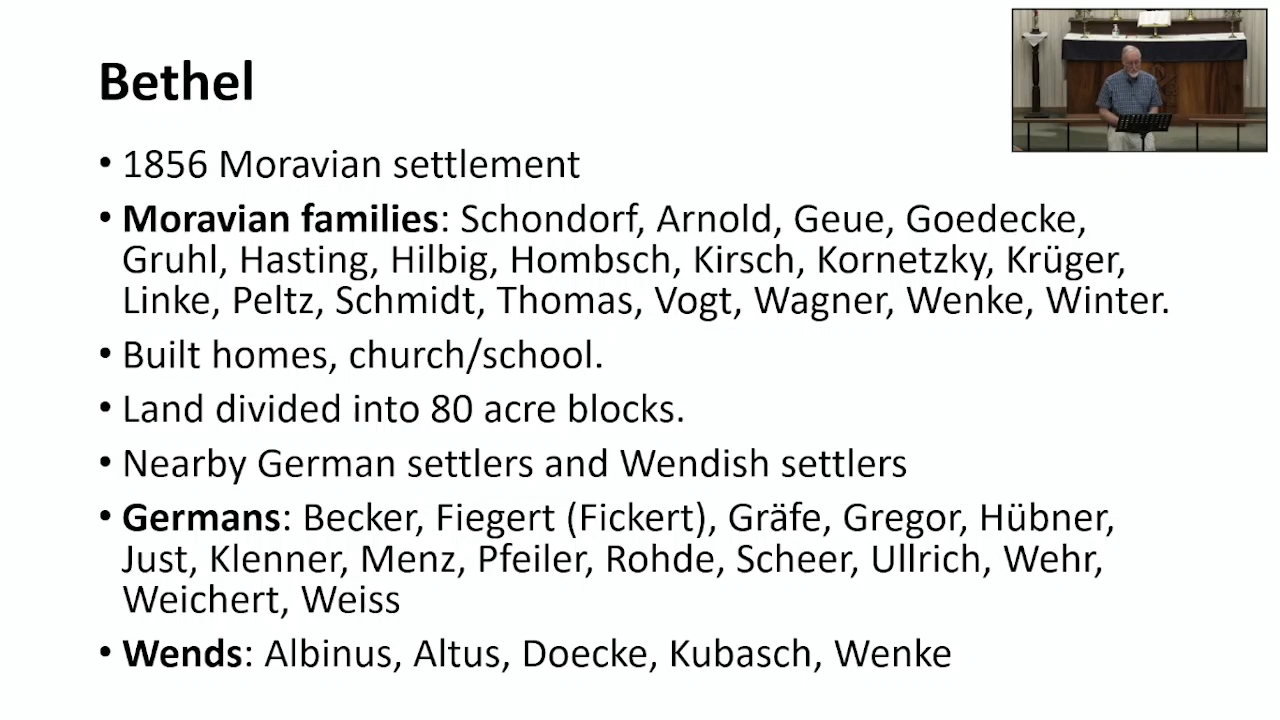 Bethel
• 1856 Moravian settlement
• Moravian families: Schondorf, Arnold, Geue, Goedecke,
Gruhl, Hasting, Hilbig, Hombsch, Kirsch, Kornetzky, Krüger,
Linke, Peltz, Schmidt, Thomas, Vogt, Wagner, Wenke, Winter.
• Built homes, church/school.
• Land divided into 80 acre blocks.
• Nearby German settlers and Wendish settlers
• Germans: Becker, Fiegert (Fickert), Gräfe, Gregor, Hübner,
Just, Klenner, Menz, Pfeiler, Rohde, Scheer, Ullrich, Wehr,
Weichert, Weiss
• Wends: Albinus, Altus, Doecke, Kubasch, Wenke